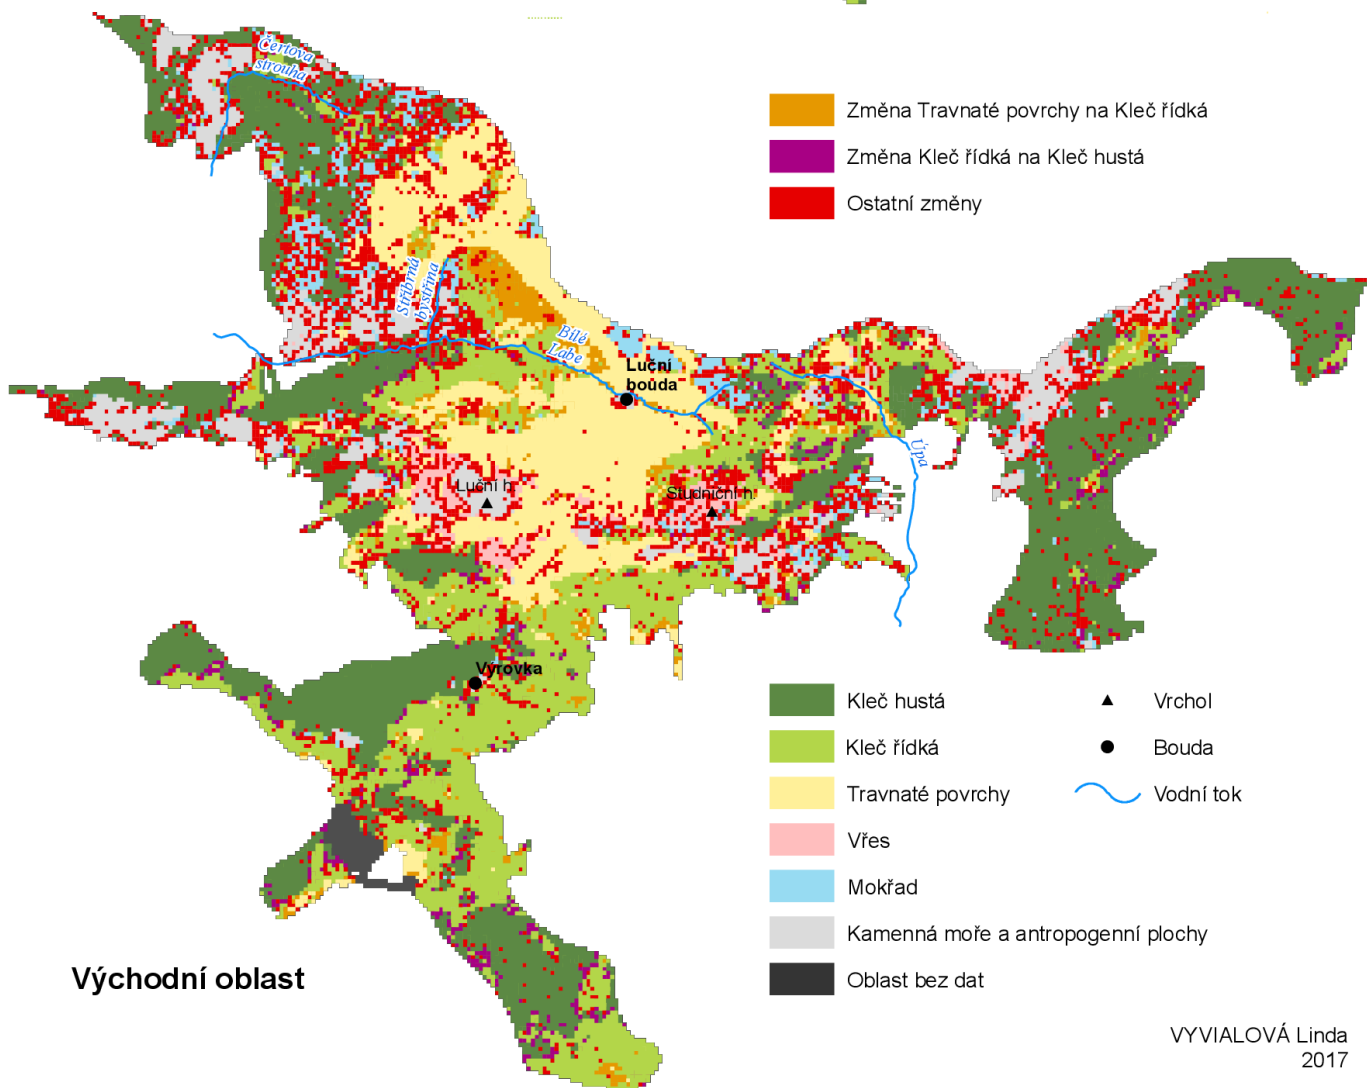 Čertova
strouha
Změna Travnaté povrchy na Kleč řídká
Změna Kleč řídká na Kleč hustá
Ostatní změny
Stříbrná
bystřina
Bílé
Labe
Luční
bouda
Úpa
Luční h.
Studniční h.
Výrovka
Kleč hustá
Kleč řídká
Travnaté povrchy
Vřes
Mokřad
Kamenná moře a antropogenní plochy
Oblast bez dat
Vrchol
Bouda
Vodní tok
Východní oblast
VYVIALOVÁ Linda
2017